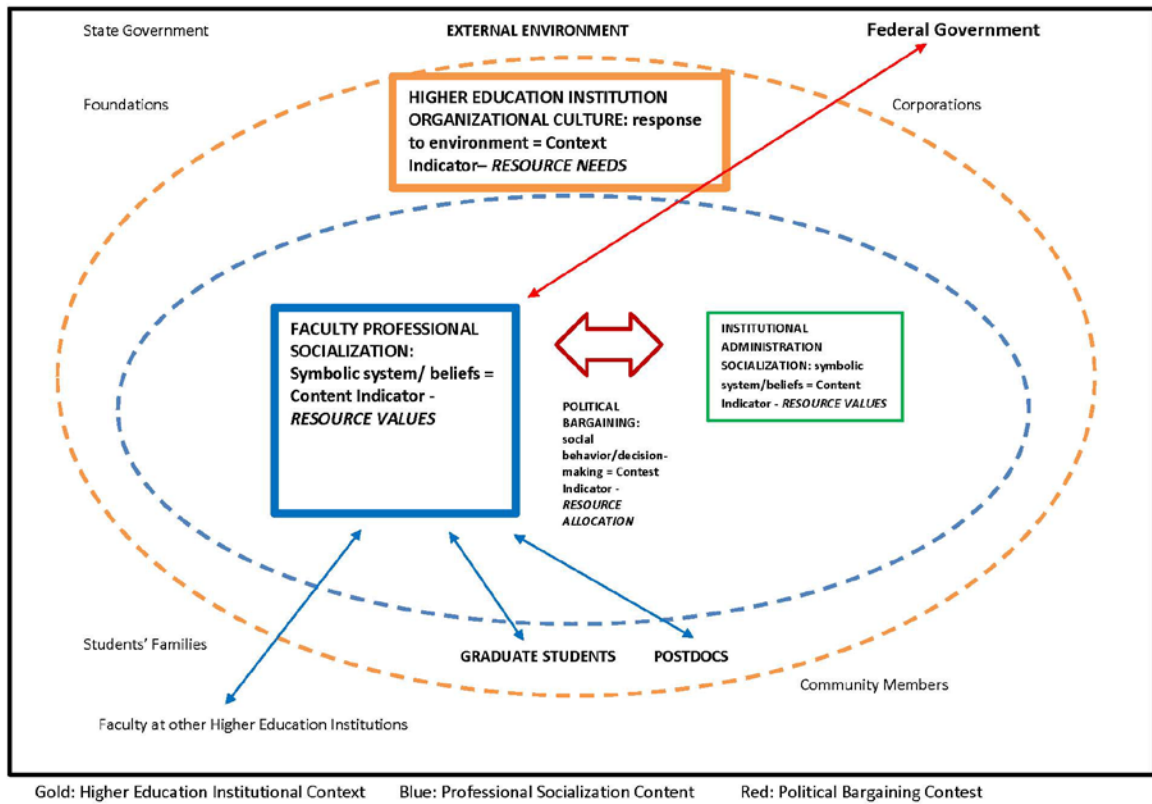 State Government
EXTERNAL ENVIRONMENT
Federal Government
Foundations
HIGHER EDUCATION INSTITUTION
ORGANIZATIONAL CULTURE: response
to environment = Context
Indicator– RESOURCE NEEDS
Corporations
FACULTY PROFESSIONAL
SOCIALIZATION:
Symbolic system/ beliefs =
Content Indicator -
RESOURCE VALUES
INSTITUTIONAL
ADMINISTRATION
SOCIALIZATION: symbolic
system/beliefs = Content
Indicator - RESOURCE VALUES
POLITICAL
BARGAINING:
social
behavior/decision-
making = Contest
Indicator -
RESOURCE
ALLOCATION
Students' Families
GRADUATE STUDENTS
POSTDOCS
Community Members
Faculty at other Higher Education Institutions
Gold: Higher Education Institutional Context
Blue: Professional Socialization Content
Red: Political Bargaining Contest